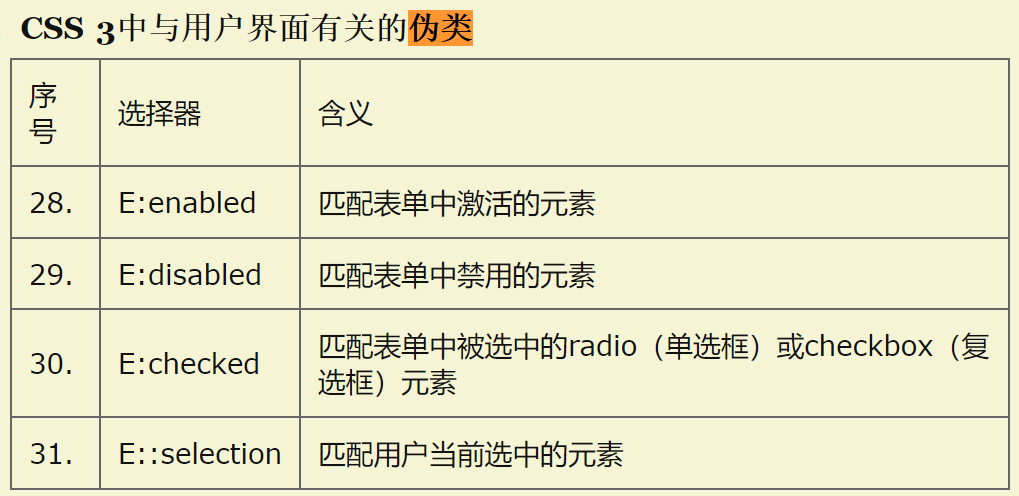 CSS 3中与用户界面有关的伪类
序
号
选择器
含义
28.
E:enabled
匹配表单中激活的元素
29.
E:disabled
匹配表单中禁用的元素
30.
E:checked
匹配表单中被选中的radio（单选框）或checkbox（复
选框）元素
31.
E::selection
匹配用户当前选中的元素